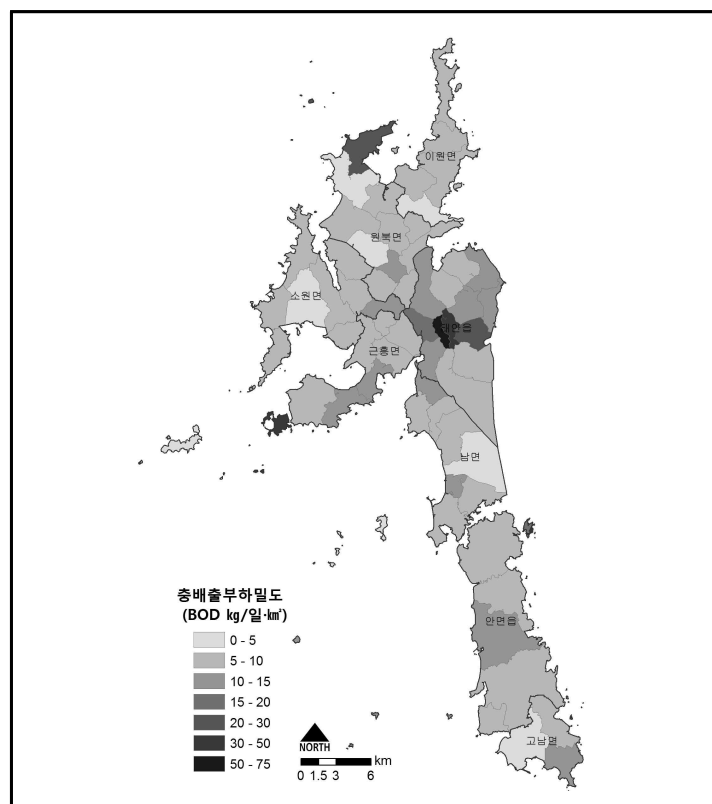 이원면
원북면
소원면
태안읍
근흥면
남면
안면읍
고남면
총배출부하밀도
(BOD ㎏/일·㎢)
0 - 5
5 - 10
10 - 15
15 - 20
20 - 30
30 - 50
50 - 75
NORTH
km
0 1.5 3 6